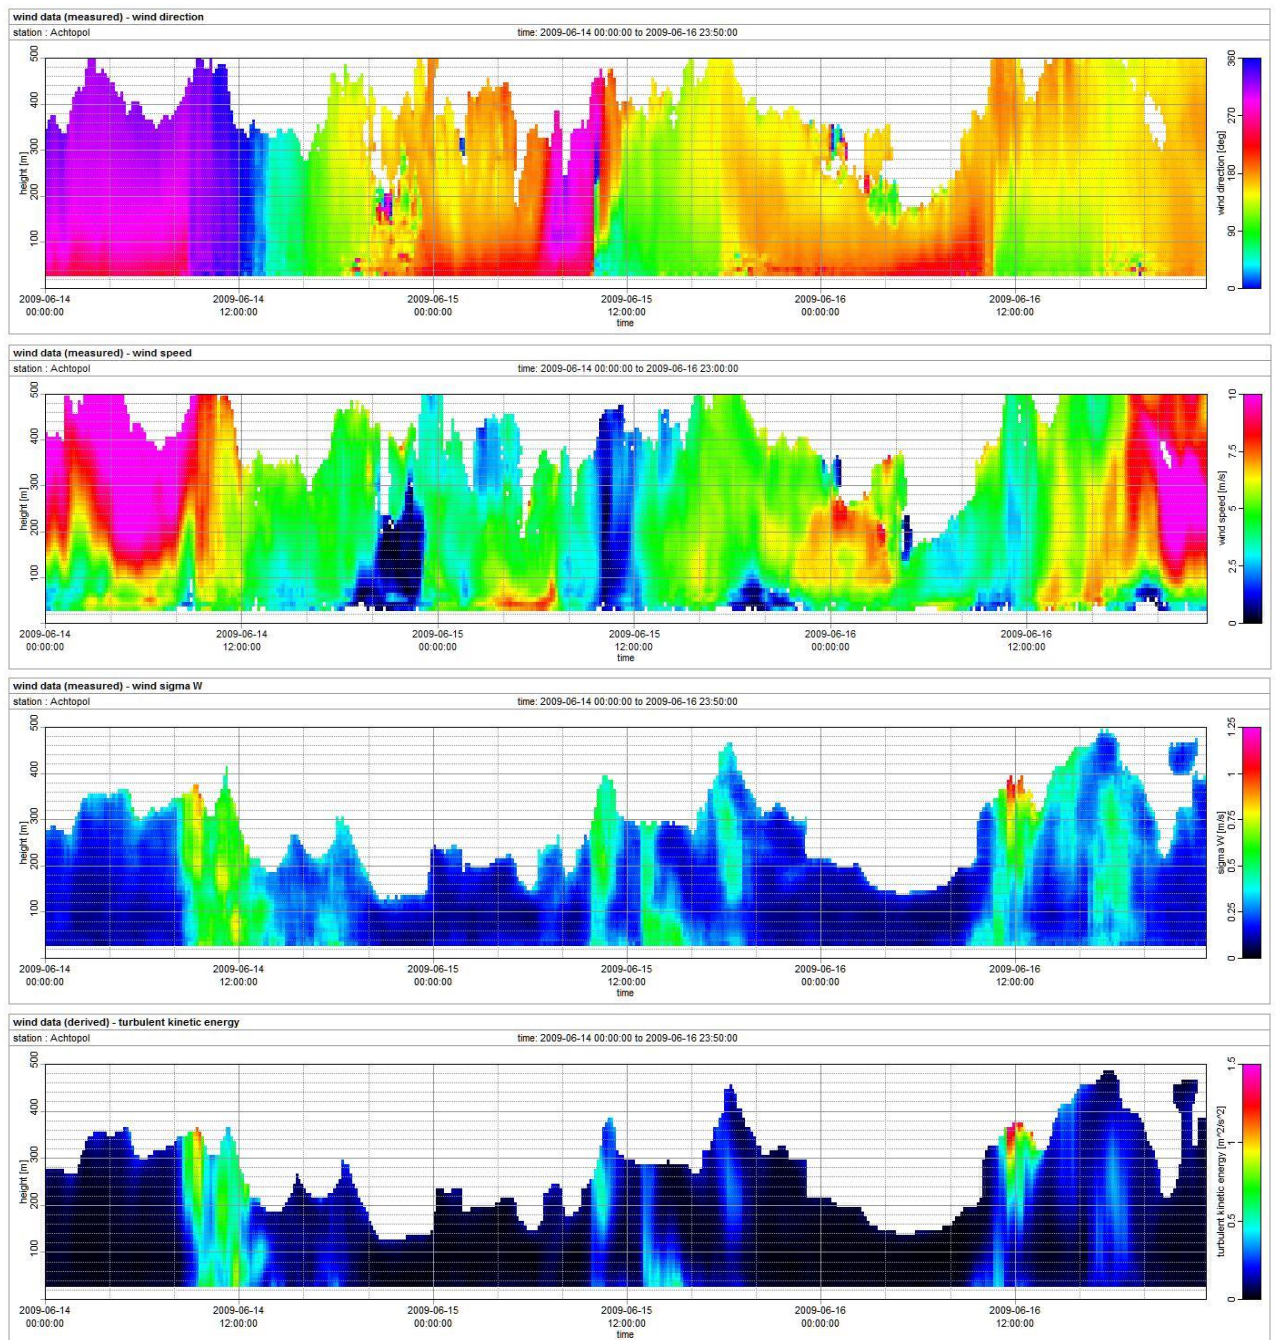 wind data (measured) - wind direction
station : Achtopol time: 2009-06-14 00:00:00 to 2009-06-16 23:50:00
500
400
300
200
100
height [m]
2009-06-14 2009-06-14 2009-06-15 2009-06-15 2009-06-16 2009-06-16
00:00:00 12:00:00 00:00:00 12:00:00 00:00:00 12:00:00
time
360
270
180
90
0
wind direction [deg]
wind data (measured) - wind speed
station : Achtopol time: 2009-06-14 00:00:00 to 2009-06-16 23:00:00
500
400
300
200
100
height [m]
2009-06-14 2009-06-14 2009-06-15 2009-06-15 2009-06-16 2009-06-16
00:00:00 12:00:00 00:00:00 12:00:00 00:00:00 12:00:00
time
10
7.5
5
2.5
0
wind speed [m/s]
wind data (measured) - wind sigma W
station : Achtopol time: 2009-06-14 00:00:00 to 2009-06-16 23:50:00
500
400
300
200
100
height [m]
2009-06-14 2009-06-14 2009-06-15 2009-06-15 2009-06-16 2009-06-16
00:00:00 12:00:00 00:00:00 12:00:00 00:00:00 12:00:00
time
1.25
1
0.75
0.5
0.25
0
sigma W [m/s]
wind data (derived) - turbulent kinetic energy
station : Achtopol time: 2009-06-14 00:00:00 to 2009-06-16 23:50:00
500
400
300
200
100
height [m]
2009-06-14 2009-06-14 2009-06-15 2009-06-15 2009-06-16 2009-06-16
00:00:00 12:00:00 00:00:00 12:00:00 00:00:00 12:00:00
time
1.5
1
0.5
0
turbulent kinetic energy [m^2/s^2]